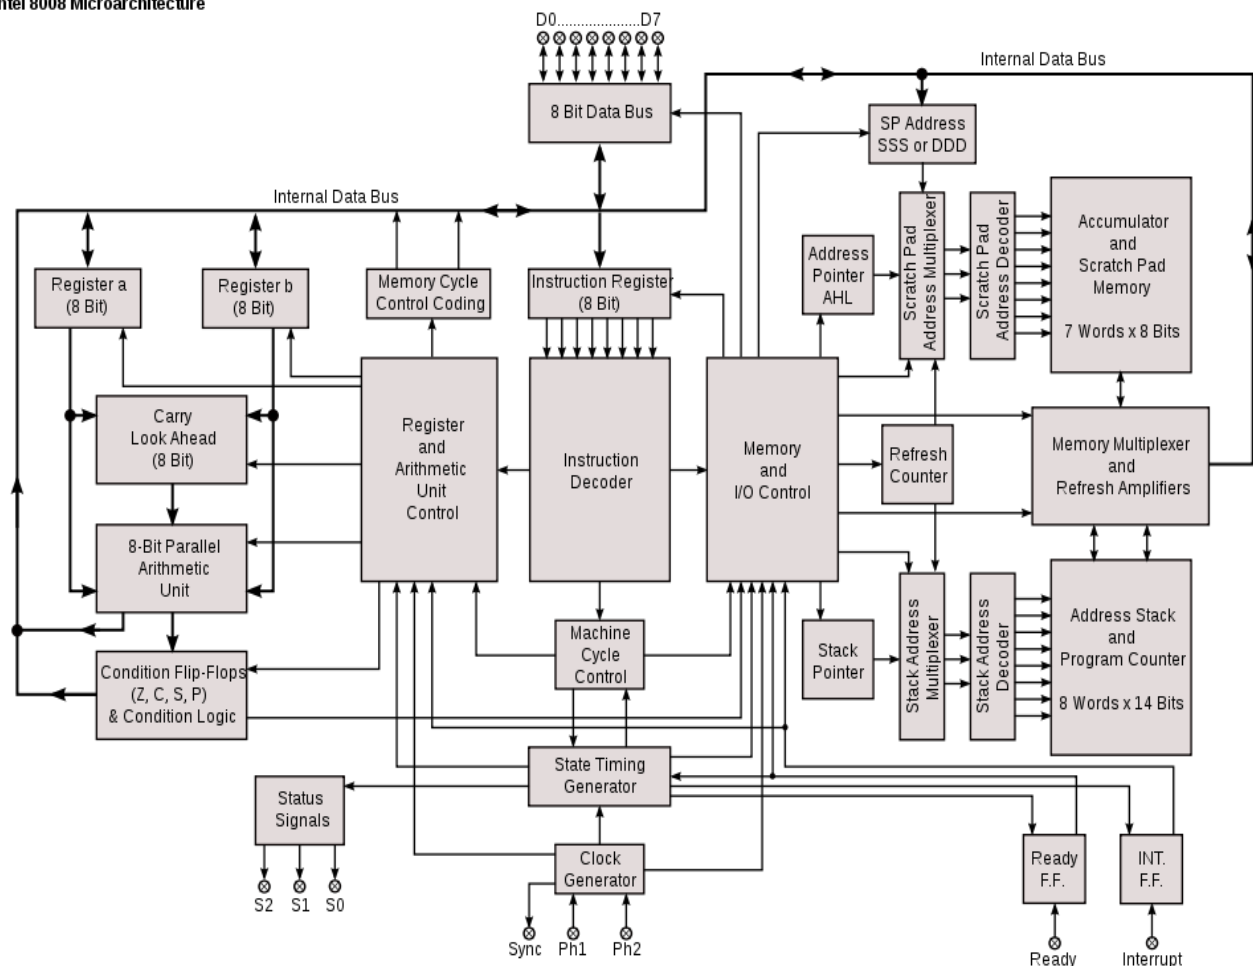 ntel 8008 Microarchitecture
D0.....................D7
8 Bit Data Bus
Internal Data Bus
SP Address
SSS or DDD
Internal Data Bus
Register a
(8 Bit)
Register b
(8 Bit)
Memory Cycle
Control Coding
Instruction Register
(8 Bit)
Address
Pointer
AHL
Scratch Pad
Address Multiplexer
Scratch Pad
Address Decoder
Accumulator
and
Scratch Pad
Memory
7 Words x 8 Bits
Carry
Look Ahead
(8 Bit)
Register
and
Arithmetic
Unit
Control
Instruction
Decoder
Memory
and
I/O Control
Refresh
Counter
Memory Multiplexer
and
Refresh Amplifiers
8-Bit Parallel
Arithmetic
Unit
Condition Flip-Flops
(Z, C, S, P)
& Condition Logic
Machine
Cycle
Control
Stack
Pointer
Stack Address
Multiplexer
Stack Address
Decoder
Address Stack
and
Program Counter
8 Words x 14 Bits
State Timing
Generator
Status
Signals
S2
S1
S0
Clock
Generator
Sync
Ph1
Ph2
Ready
F.F.
INT.
F.F.
Ready
Interrupt